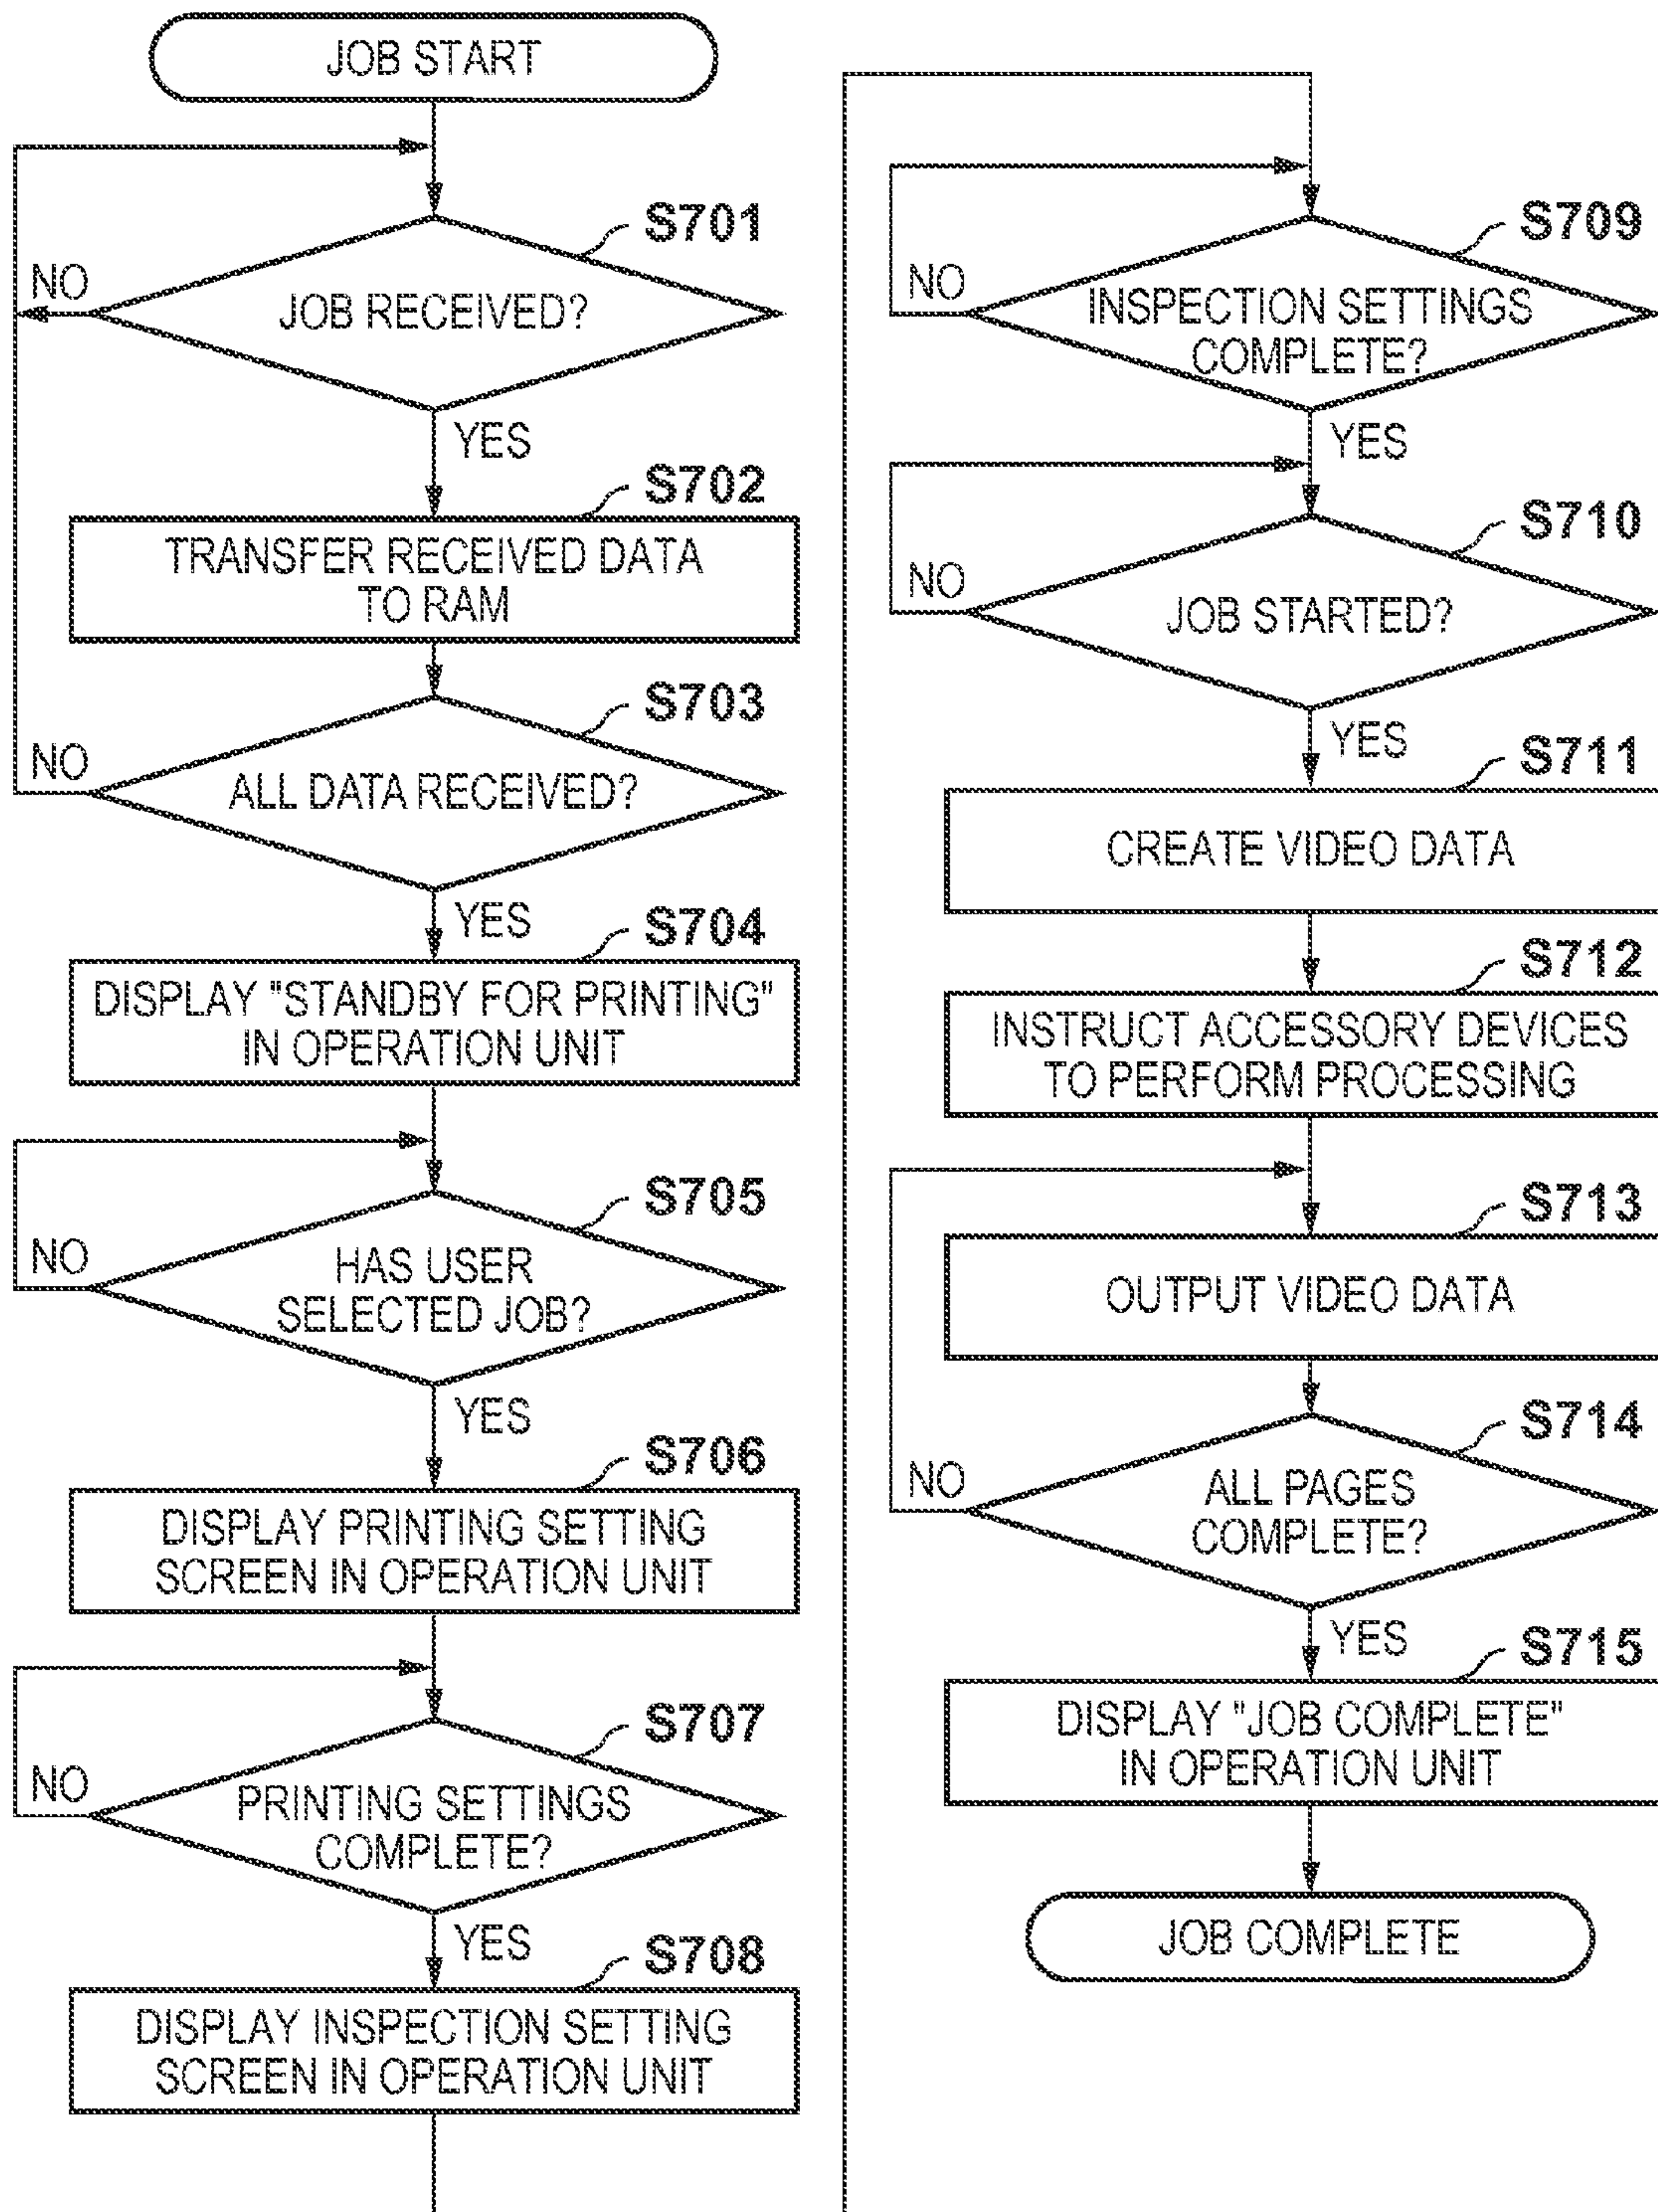 JOB START
S701
NO
JOB RECEIVED?
YES
S702
TRANSFER RECEIVED DATA
TO RAM
S703
NO
ALL DATA RECEIVED?
YES
S704
DISPLAY "STANDBY FOR PRINTING"
IN OPERATION UNIT
S705
NO
HAS USER
SELECTED JOB?
YES
S706
DISPLAY PRINTING SETTING
SCREEN IN OPERATION UNIT
S707
NO
PRINTING SETTINGS
COMPLETE?
YES
S708
DISPLAY INSPECTION SETTING
SCREEN IN OPERATION UNIT
S709
NO
INSPECTION SETTINGS
COMPLETE?
YES
S710
NO
JOB STARTED?
YES
S711
CREATE VIDEO DATA
S712
INSTRUCT ACCESSORY DEVICES
TO PERFORM PROCESSING
S713
OUTPUT VIDEO DATA
S714
NO
ALL PAGES
COMPLETE?
YES
S715
DISPLAY "JOB COMPLETE"
IN OPERATION UNIT
JOB COMPLETE